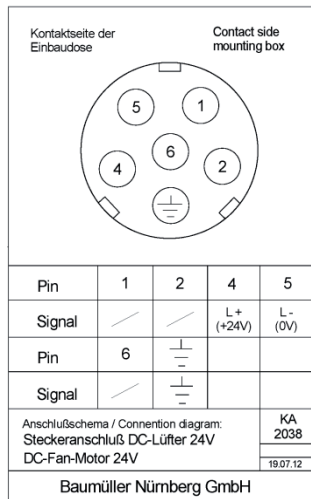 Kontaktseite der
Einbaudose
Contact side
mounting box
5 1
6
4 2
Pin 1 2 4 5
Signal L + (+24V) L - (0V)
Pin 6
Signal
Anschlußschema / Connention diagram:
Steckeranschluß DC-Lüfter 24V
DC-Fan-Motor 24V
KA
2038
19.07.12
Baumüller Nürnberg GmbH